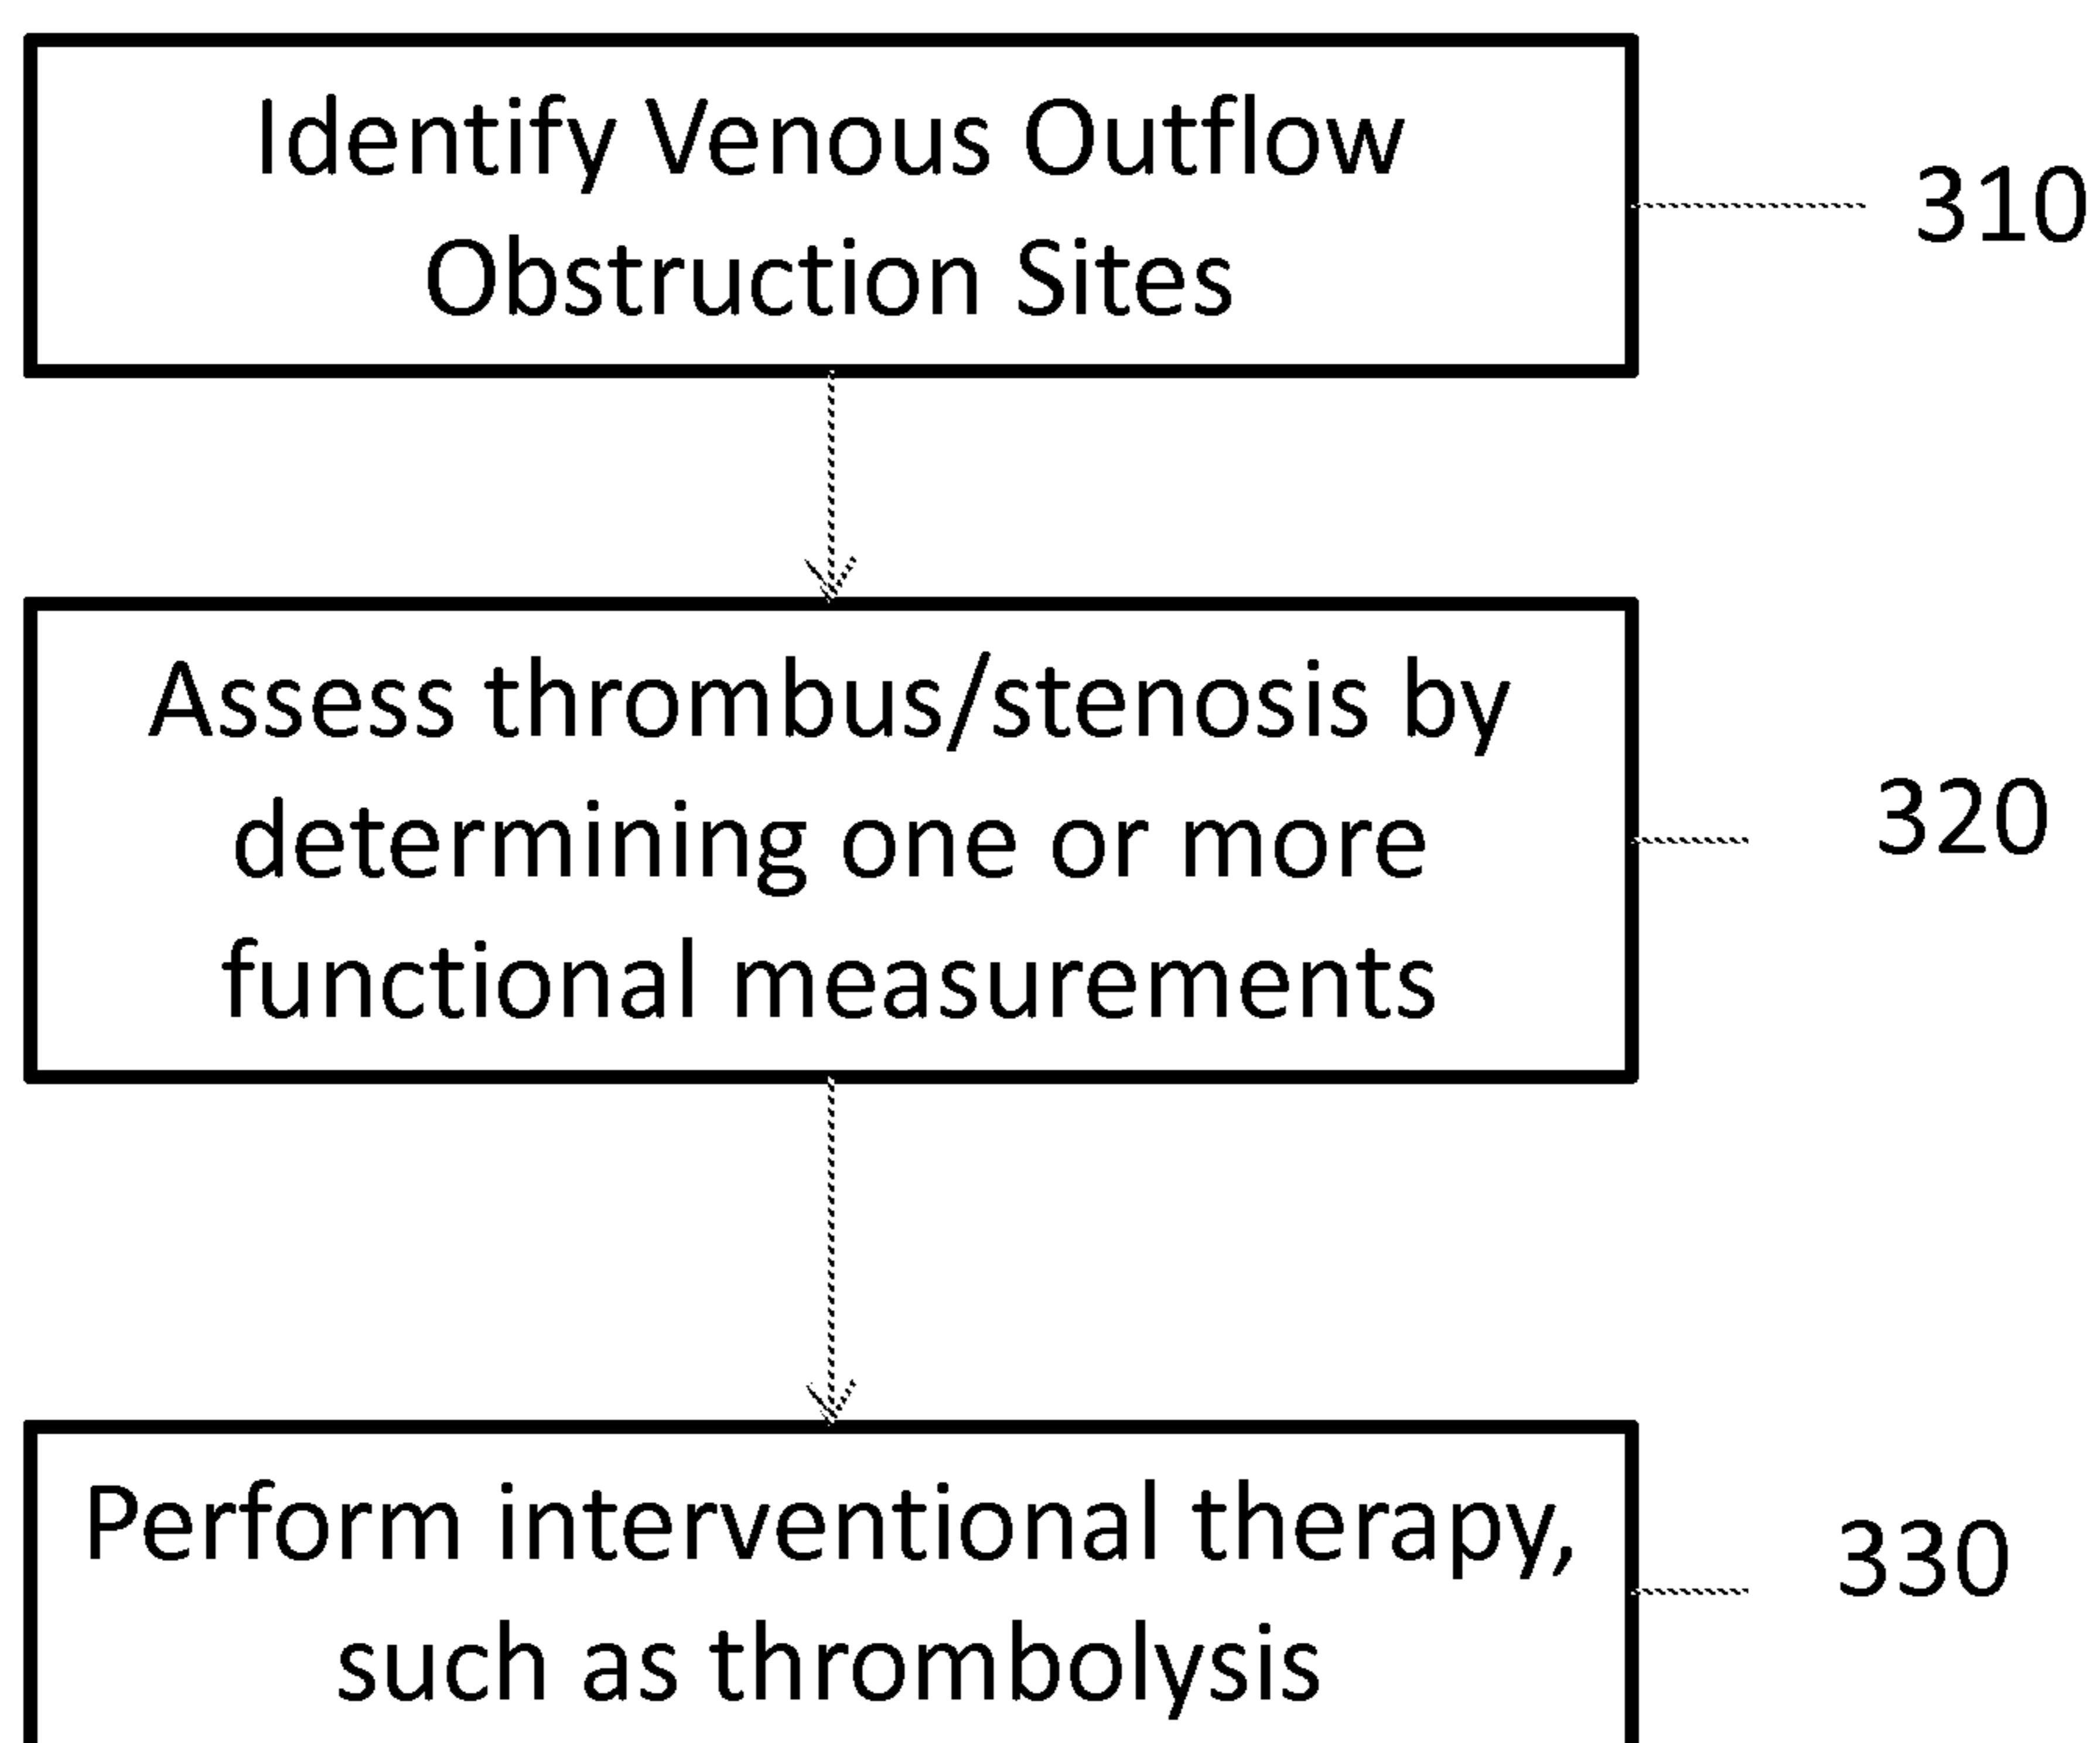 Identify Venous Outflow
Obstruction Sites
310
Assess thrombus/stenosis by
determining one or more
functional measurements
320
Perform interventional therapy,
such as thrombolysis
330